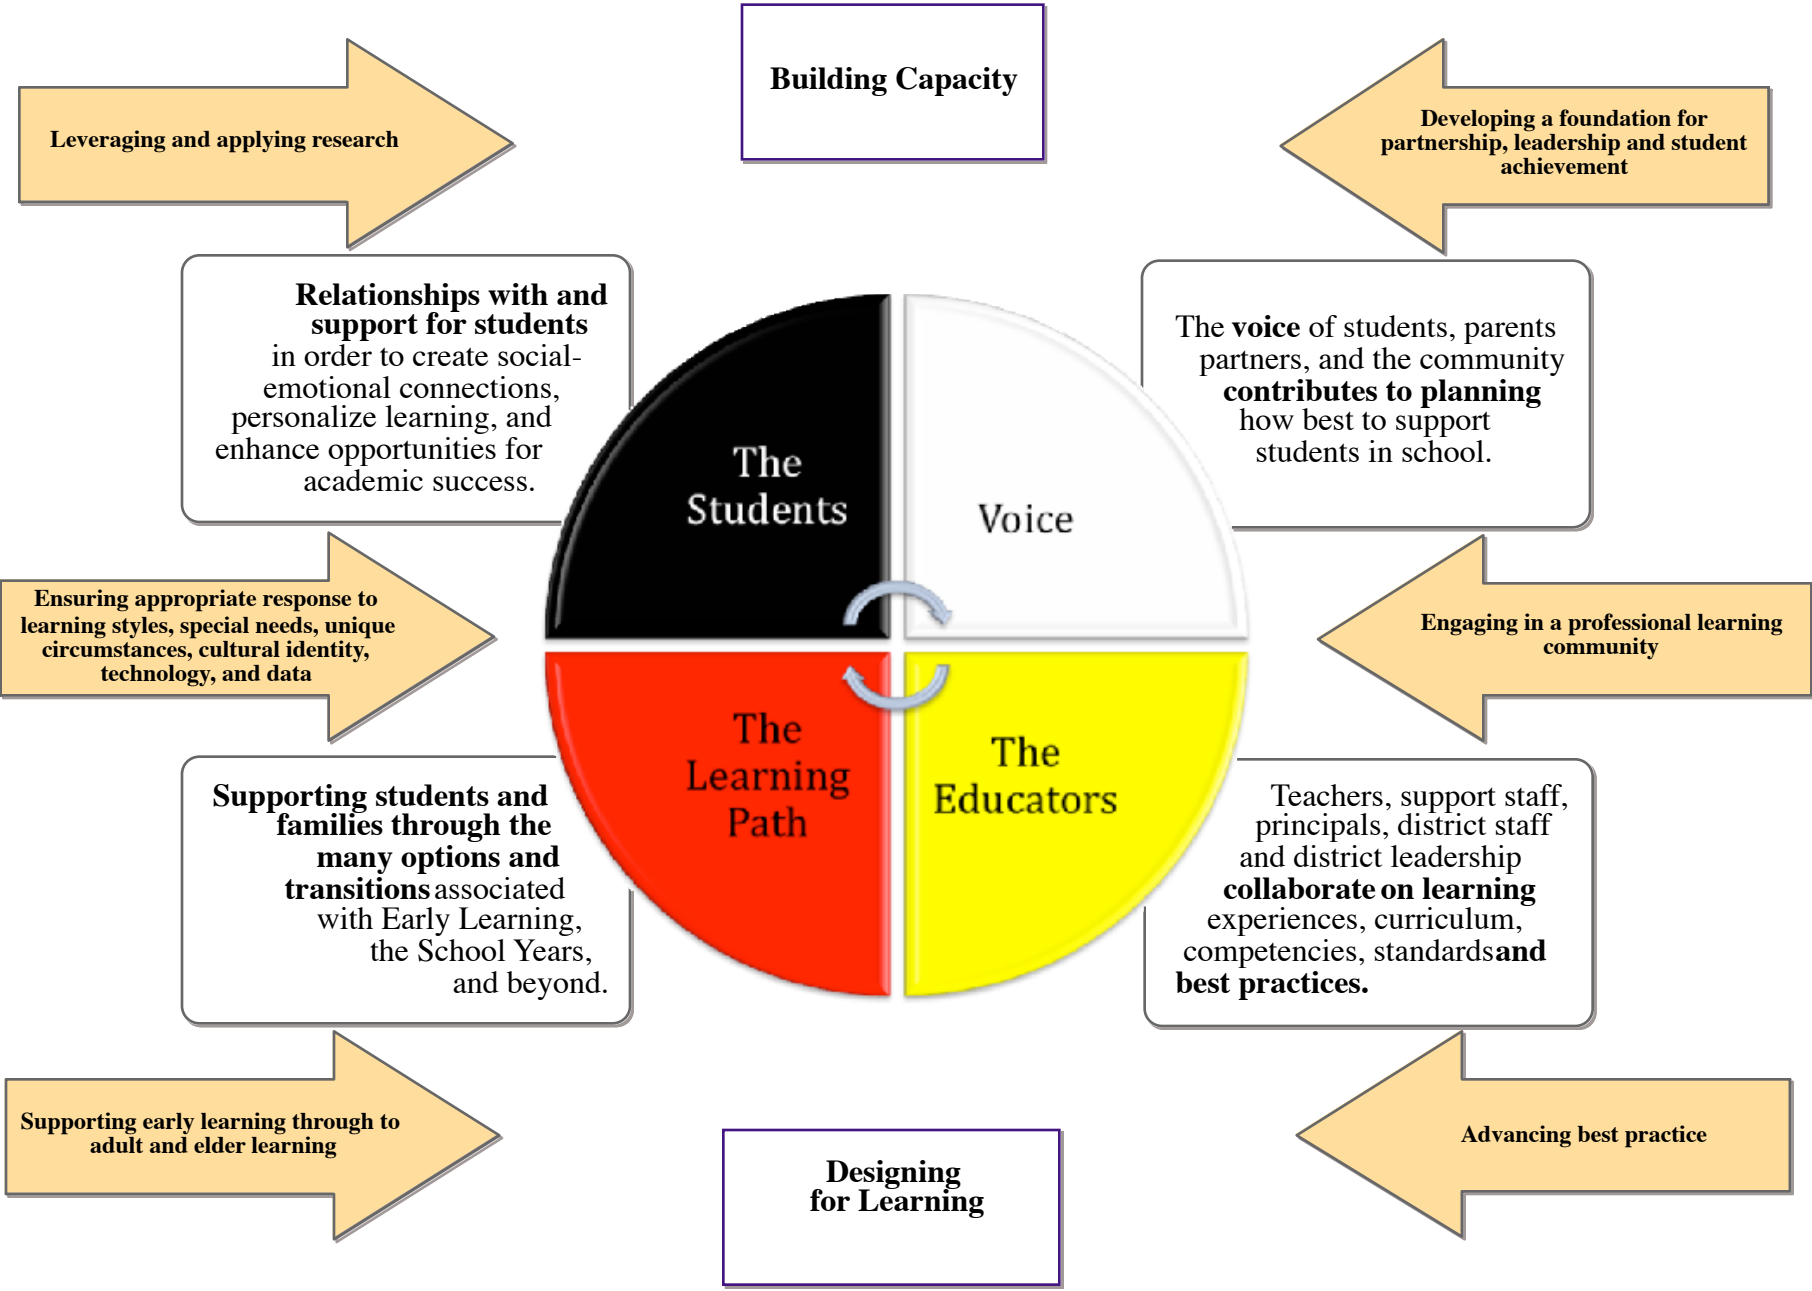 Building Capacity
Leveraging and applying research
Developing a foundation for
partnership, leadership and student
achievement
Relationships with and
support for students
in order to create social-
emotional connections,
personalize learning, and
enhance opportunities for
academic success.
The
Students
Voice
The voice of students, parents
partners, and the community
contributes to planning
how best to support
students in school.
Ensuring appropriate response to
learning styles, special needs, unique
circumstances, cultural identity,
technology, and data
Engaging in a professional learning
community
Supporting students and
families through the
many options and
transitions associated
with Early Learning,
the School Years,
and beyond.
The
Learning
Path
The
Educators
Teachers, support staff,
principals, district staff
and district leadership
collaborate on learning
experiences, curriculum,
competencies, standards and
best practices.
Supporting early learning through to
adult and elder learning
Advancing best practice
Designing
for Learning